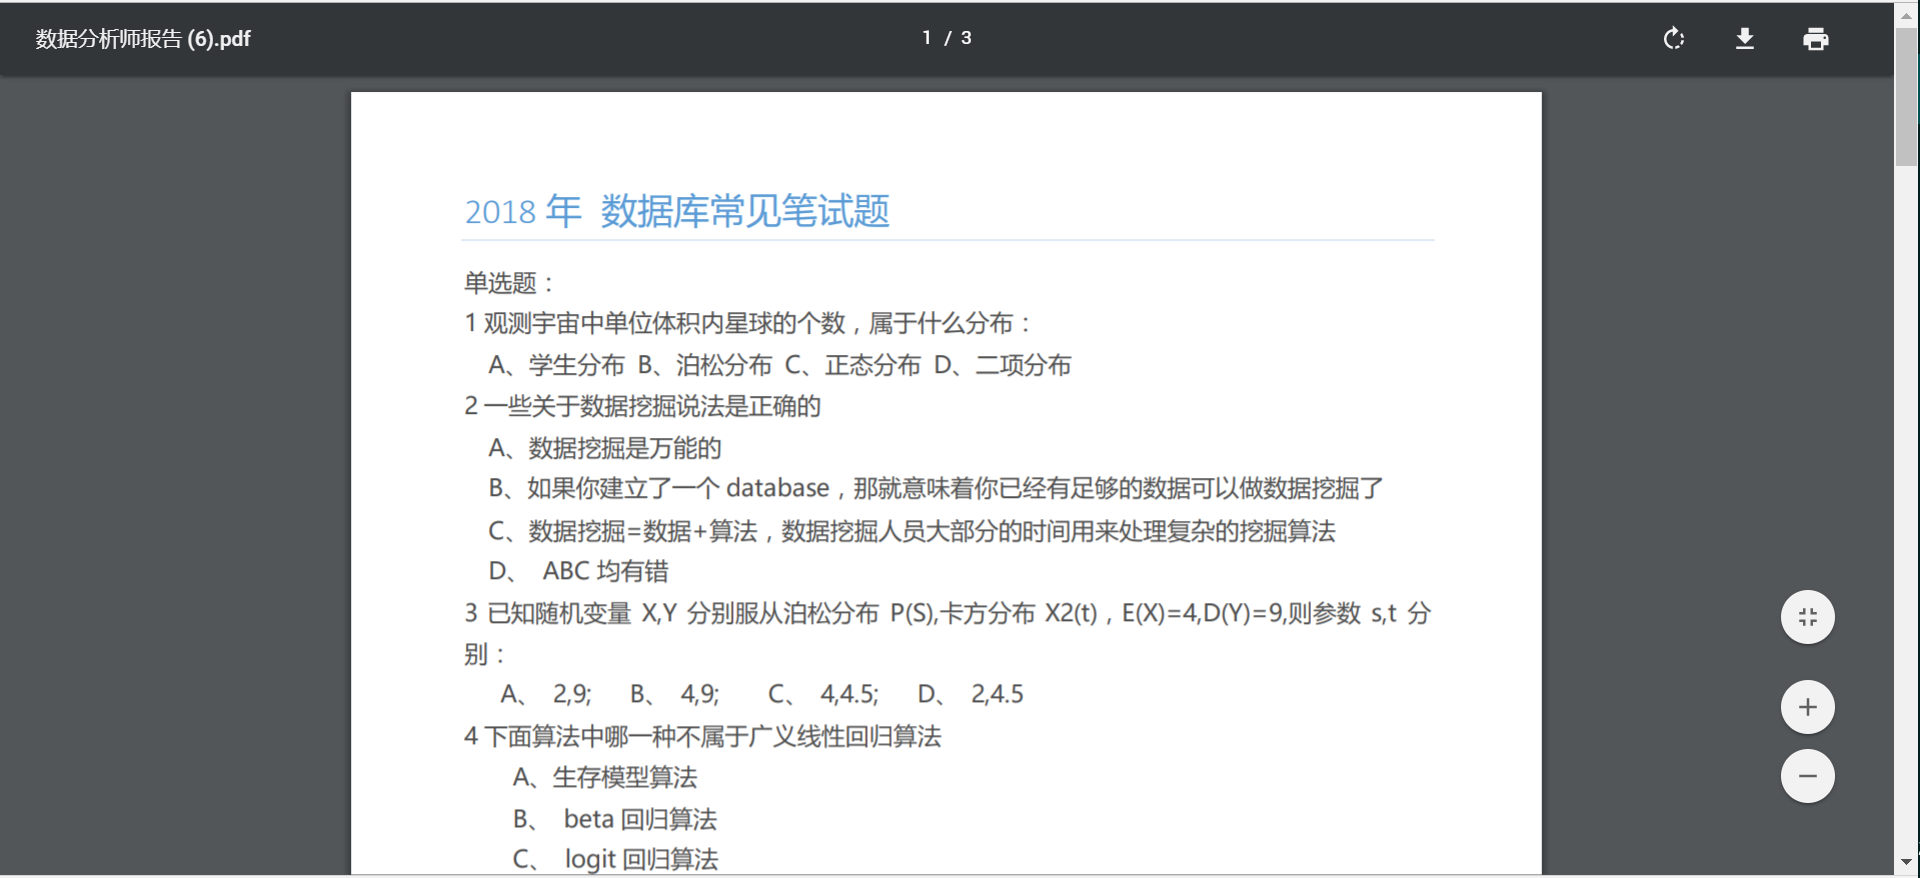 数据分析师报告 (6).pdf
1 / 3
2018 年 数据库常见笔试题
单选题：
1 观测宇宙中单位体积内星球的个数，属于什么分布：
A、学生分布 B、泊松分布 C、正态分布 D、二项分布
2 一些关于数据挖掘说法是正确的
A、数据挖掘是万能的
B、如果你建立了一个 database，那就意味着你已经有足够的数据可以做数据挖掘了
C、数据挖掘=数据+算法，数据挖掘人员大部分的时间用来处理复杂的挖掘算法
D、 ABC 均有错
3 已知随机变量 X,Y 分别服从泊松分布 P(S),卡方分布 X2(t)，E(X)=4,D(Y)=9,则参数 s,t 分
别：
A、 2,9; B、 4,9; C、 4,4.5; D、 2,4.5
4 下面算法中哪一种不属于广义线性回归算法
A、生存模型算法
B、 beta 回归算法
C、 logit 回归算法